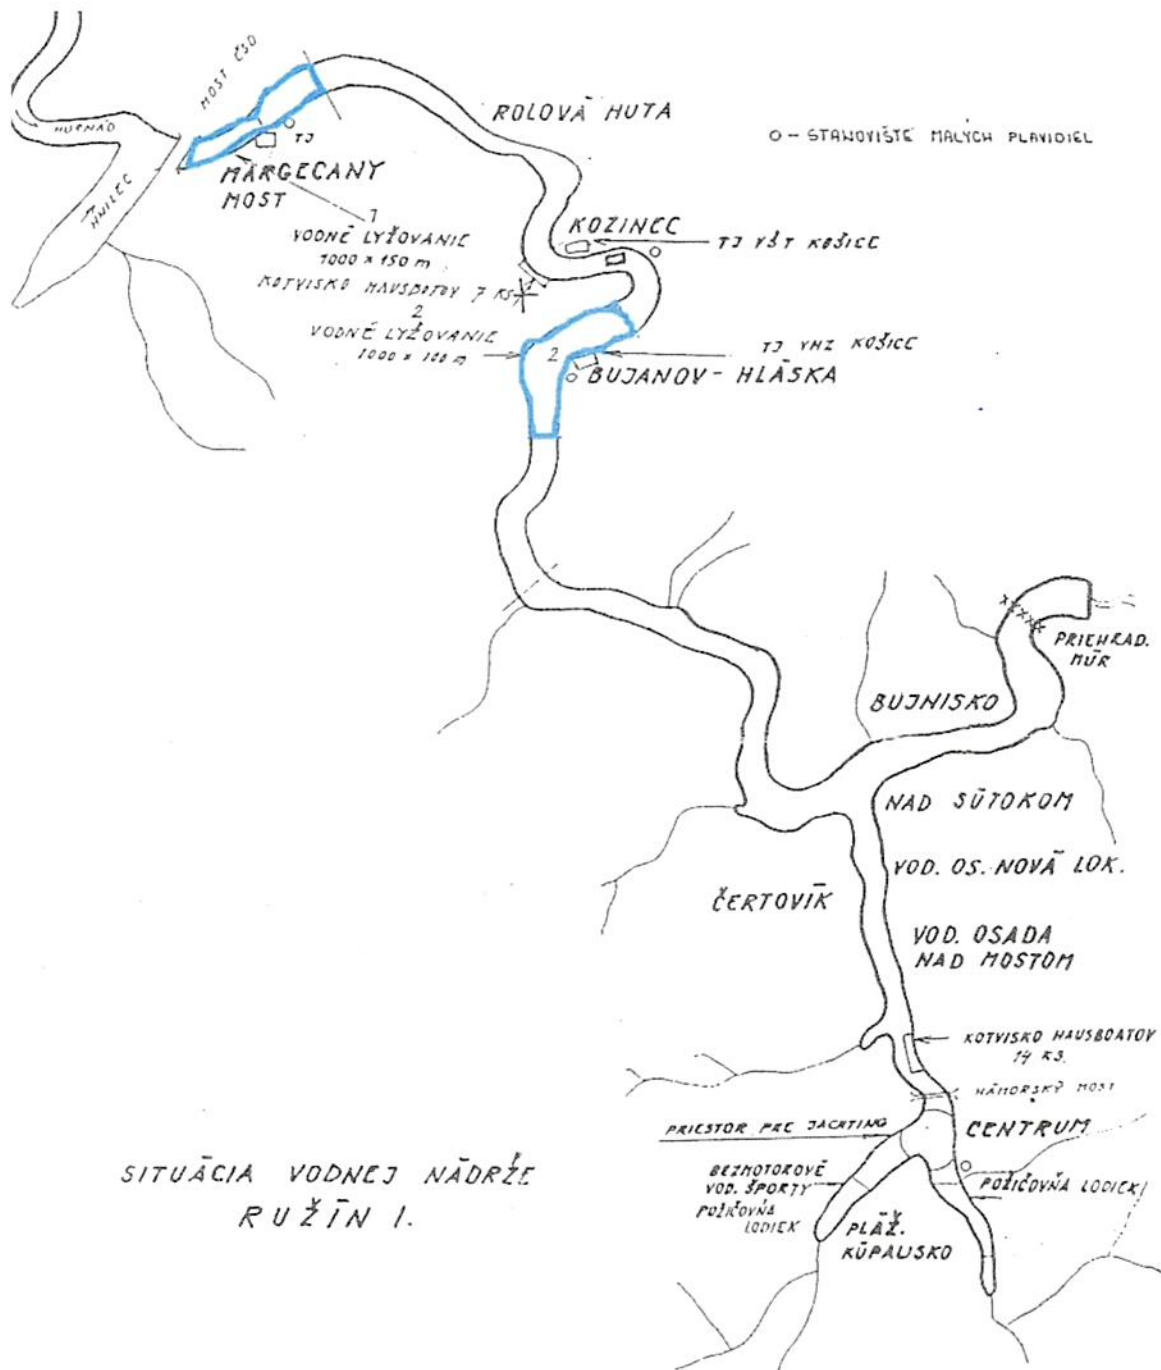 MOST ČSD
HORNÁD
HNILEC
TJ
MARGECANY
MOST
1
VODNÉ LYŽOVANIE
1000 × 150 m
KOTVISKO HAUSBOTOV 7 KS
2
VODNÉ LYŽOVANIE
1000 × 100 m
2
ROLOVÁ HUTA
O – STANOVIŠTE MALÝCH PLAVIDIEL
KOZINEC
TJ VŠT KOŠICE
TJ VHZ KOŠICE
BUJANOV – HLÁSKA
PRIEHRAD.
MÚR
BUJNISKO
NAD SÚTOKOM
VOD. OS. NOVÁ LOK.
ČERTOVÍK
VOD. OSADA
NAD MOSTOM
KOTVISKO HAUSBOATOV
14 KS.
HÁMORSKÝ MOST
PRIESTOR PRE JACHTING
CENTRUM
BEZMOTOROVÉ
VOD. ŠPORTY
POŽIČOVŇA
LODIEK
POŽIČOVŇA LODIEK
PLÁŽ.
KÚPALISKO
SITUÁCIA VODNEJ NÁDRŽE
RUŽÍN I.